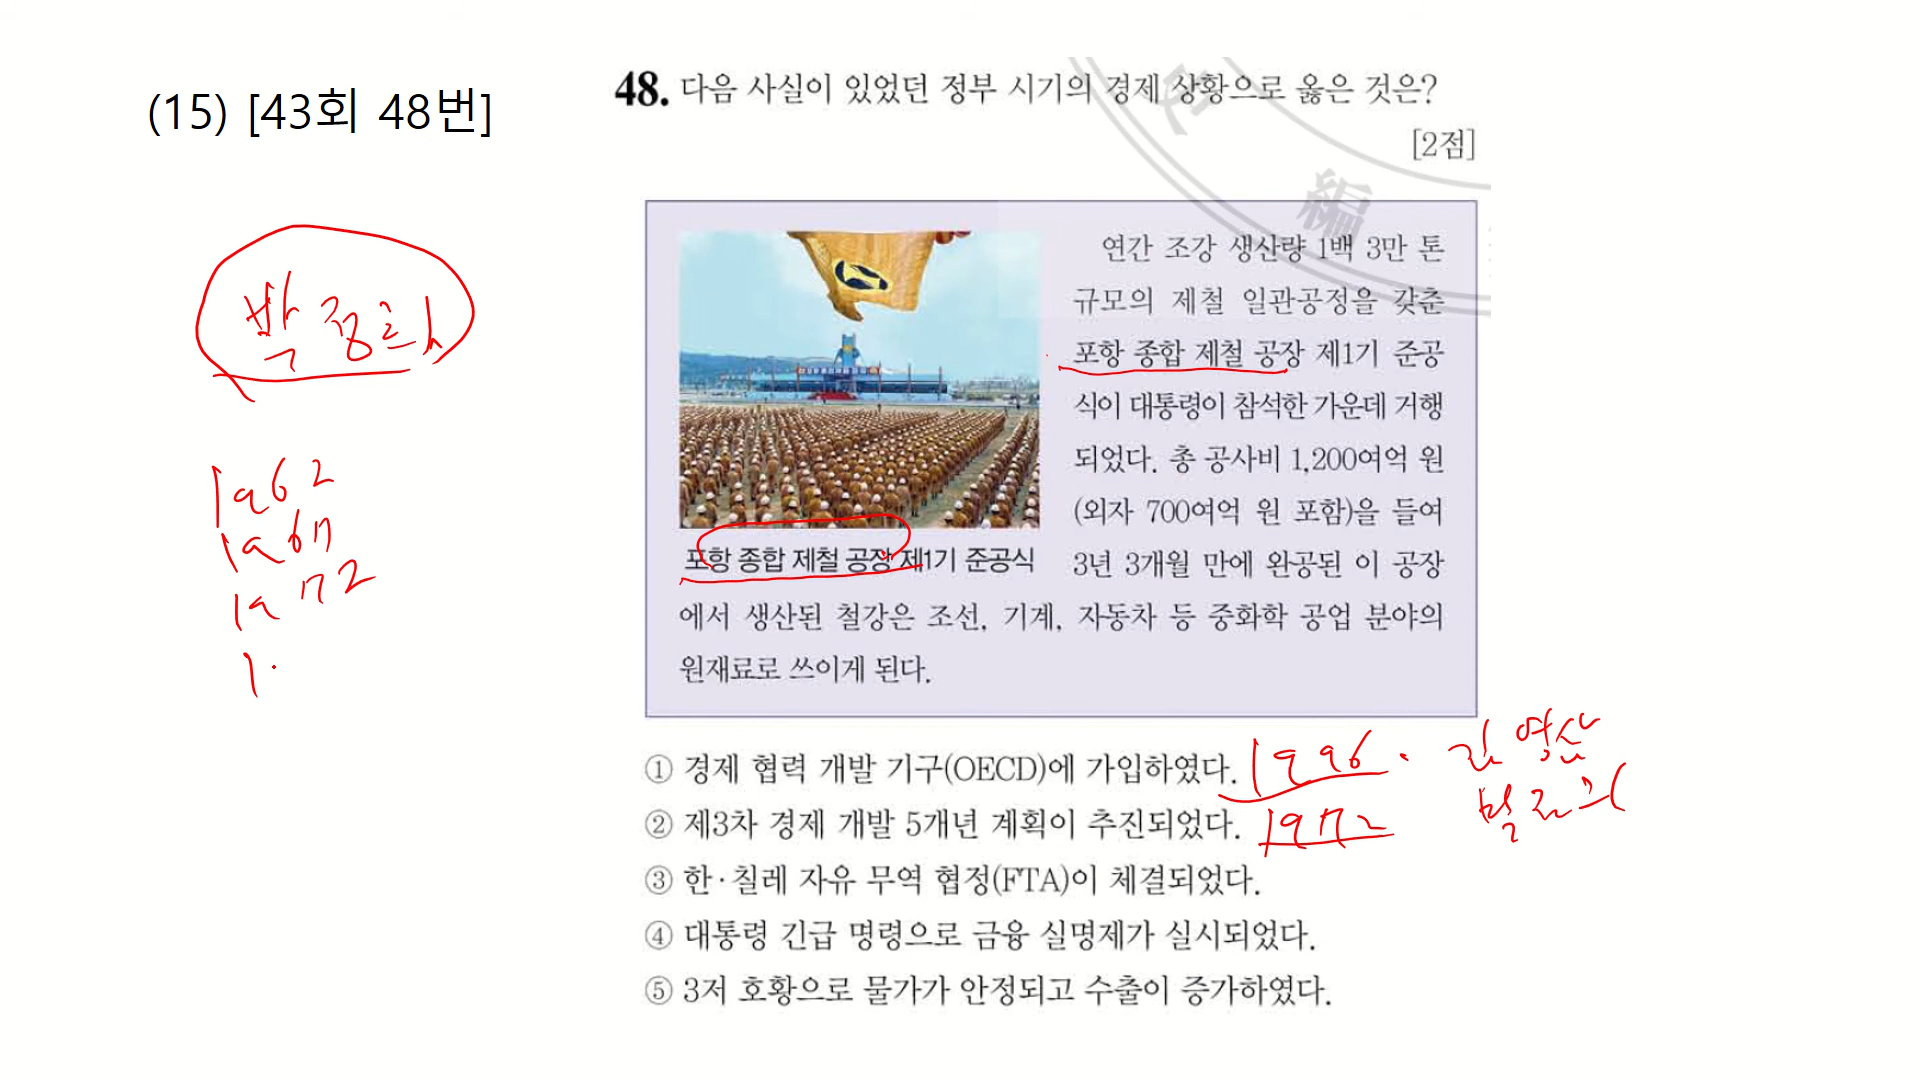 (15) [43회 48번]
48. 다음 사실이 있었던 정부 시기의 경제 상황으로 옳은 것은?
[2점]
史
編
연간 조강 생산량 1백 3만 톤
규모의 제철 일관공정을 갖춘
포항 종합 제철 공장 제1기 준공
식이 대통령이 참석한 가운데 거행
되었다. 총 공사비 1,200여억 원
(외자 700여억 원 포함)을 들여
3년 3개월 만에 완공된 이 공장
에서 생산된 철강은 조선, 기계, 자동차 등 중화학 공업 분야의
원재료로 쓰이게 된다.
포항 종합 제철 공장 제1기 준공식
박정희
1962
1967
1972
1.
① 경제 협력 개발 기구(OECD)에 가입하였다. 1996. 김영삼
② 제3차 경제 개발 5개년 계획이 추진되었다. 1972 박정희
③ 한·칠레 자유 무역 협정(FTA)이 체결되었다.
④ 대통령 긴급 명령으로 금융 실명제가 실시되었다.
⑤ 3저 호황으로 물가가 안정되고 수출이 증가하였다.